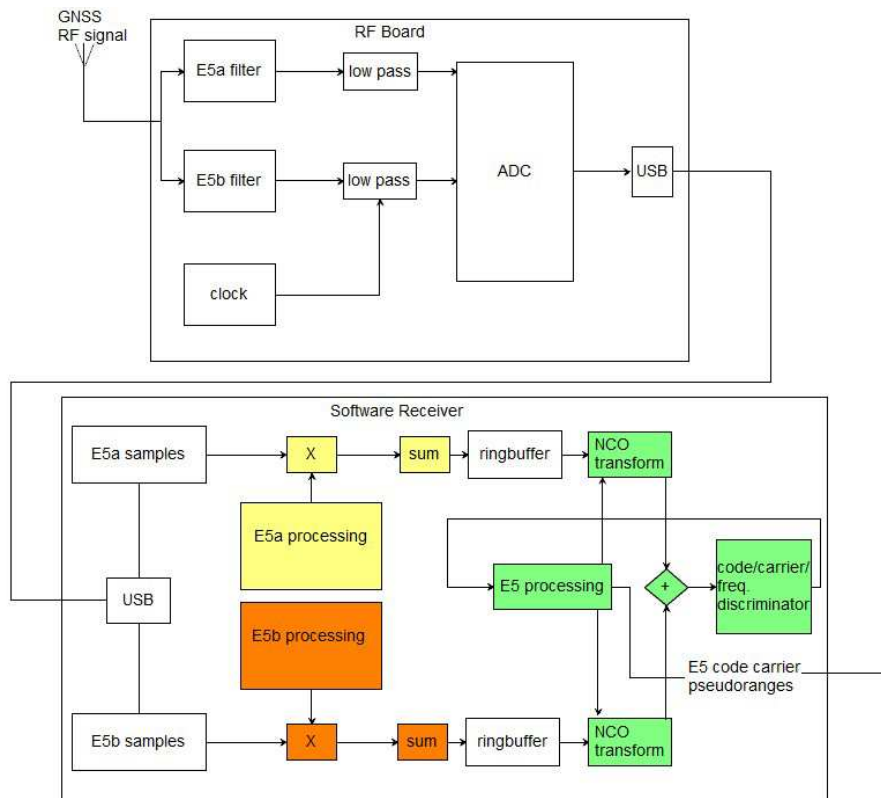 GNSS
RF signal
RF Board
E5a filter
low pass
E5b filter
low pass
ADC
USB
clock
Software Receiver
E5a samples
X
sum
ringbuffer
NCO
transform
E5a processing
E5 processing
+
code/carrier/
freq.
discriminator
USB
E5b processing
E5 code carrier
pseudoranges
E5b samples
X
sum
ringbuffer
NCO
transform